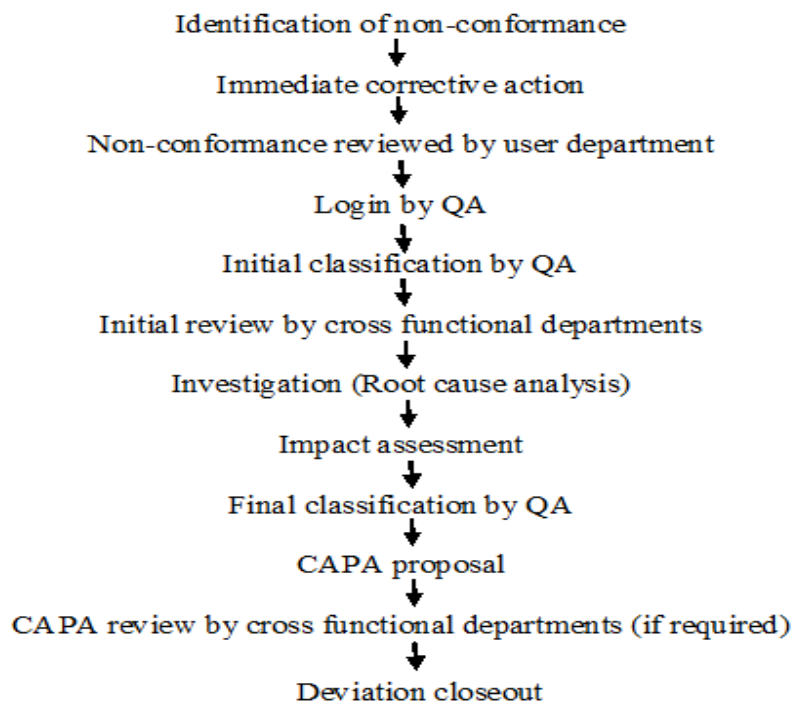 Identification of non-conformance
Immediate corrective action
Non-conformance reviewed by user department
Login by QA
Initial classification by QA
Initial review by cross functional departments
Investigation (Root cause analysis)
Impact assessment
Final classification by QA
CAPA proposal
CAPA review by cross functional departments (if required)
Deviation closeout